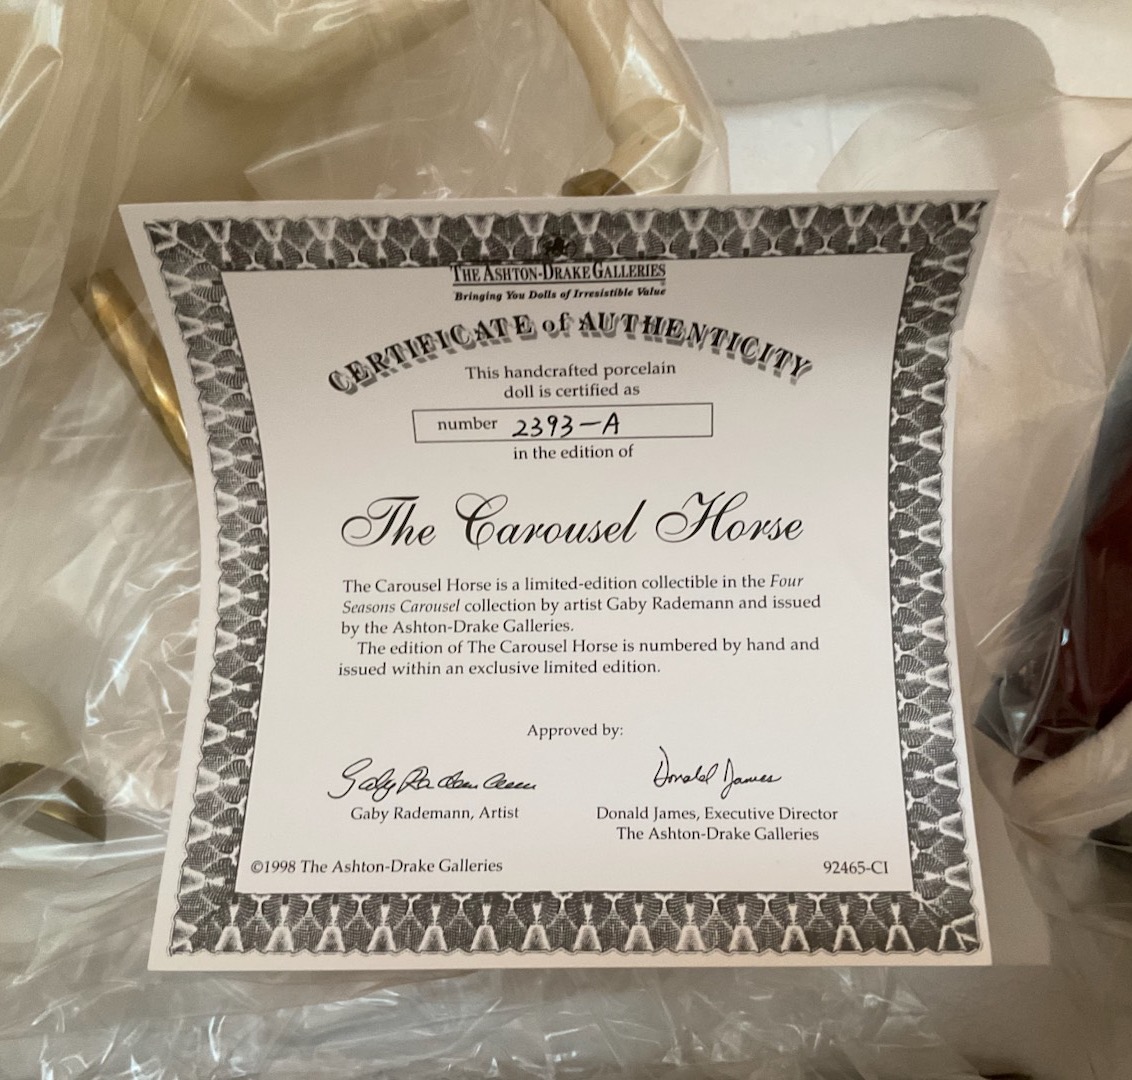 THE ASHTON-DRAKE GALLERIES
Bringing You Dolls of Irresistible Value
CERTIFICATE of AUTHENTICITY
This handcrafted porcelain
doll is certified as
number 2393-A
in the edition of
The Carousel Horse
The Carousel Horse is a limited-edition collectible in the Four
Seasons Carousel collection by artist Gaby Rademann and issued
by the Ashton-Drake Galleries.
The edition of The Carousel Horse is numbered by hand and
issued within an exclusive limited edition.
Approved by:
Gaby Rademann Donald James
Gaby Rademann, Artist
Donald James, Executive Director
The Ashton-Drake Galleries
©1998 The Ashton-Drake Galleries
92465-CI